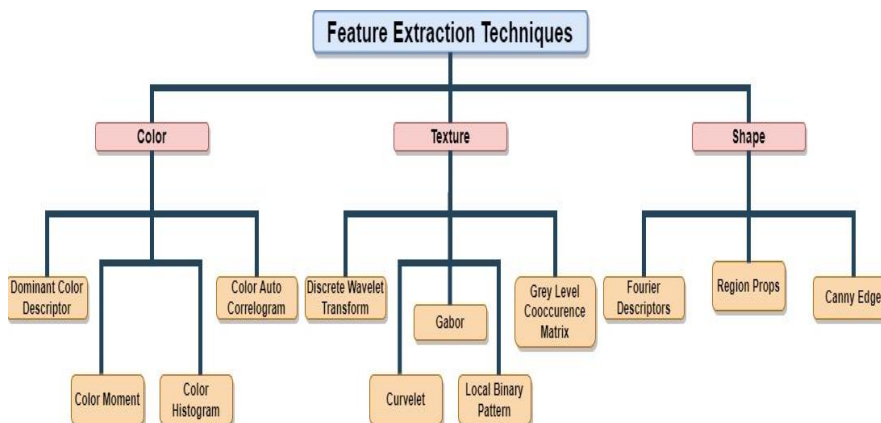 Feature Extraction Techniques
Color
Texture
Shape
Dominant Color
Descriptor
Color Auto
Correlogram
Discrete Wavelet
Transform
Gabor
Grey Level
Cooccurence
Matrix
Fourier
Descriptors
Region Props
Canny Edge
Color Moment
Color
Histogram
Curvelet
Local Binary
Pattern